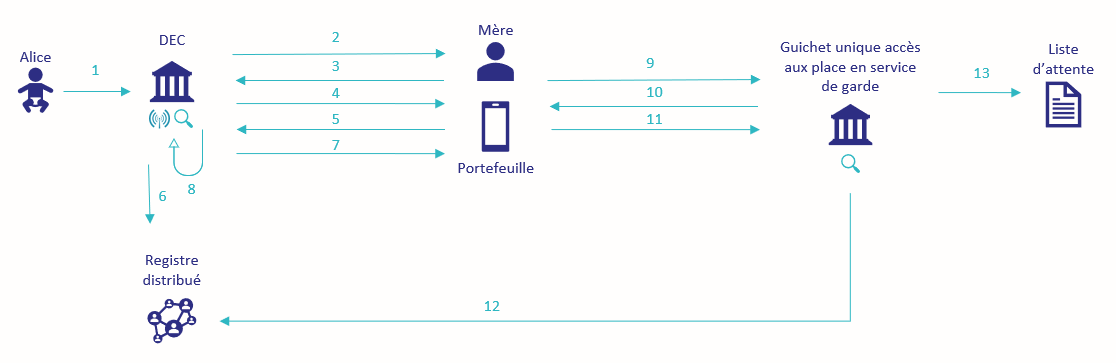 Alice
1
DEC
2
3
4
5
7
8
6
Registre
distribué
Mère
Portefeuille
9
10
11
12
Guichet unique accès
aux place en service
de garde
13
Liste
d'attente